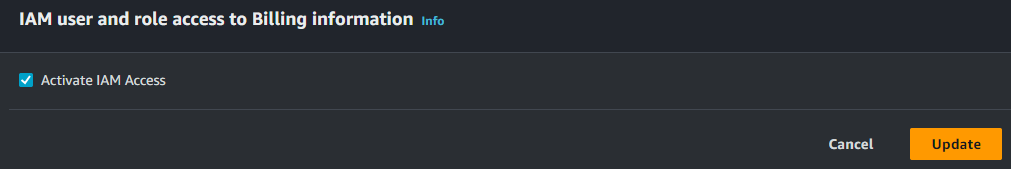 IAM user and role access to Billing information Info
Activate IAM Access
Cancel Update